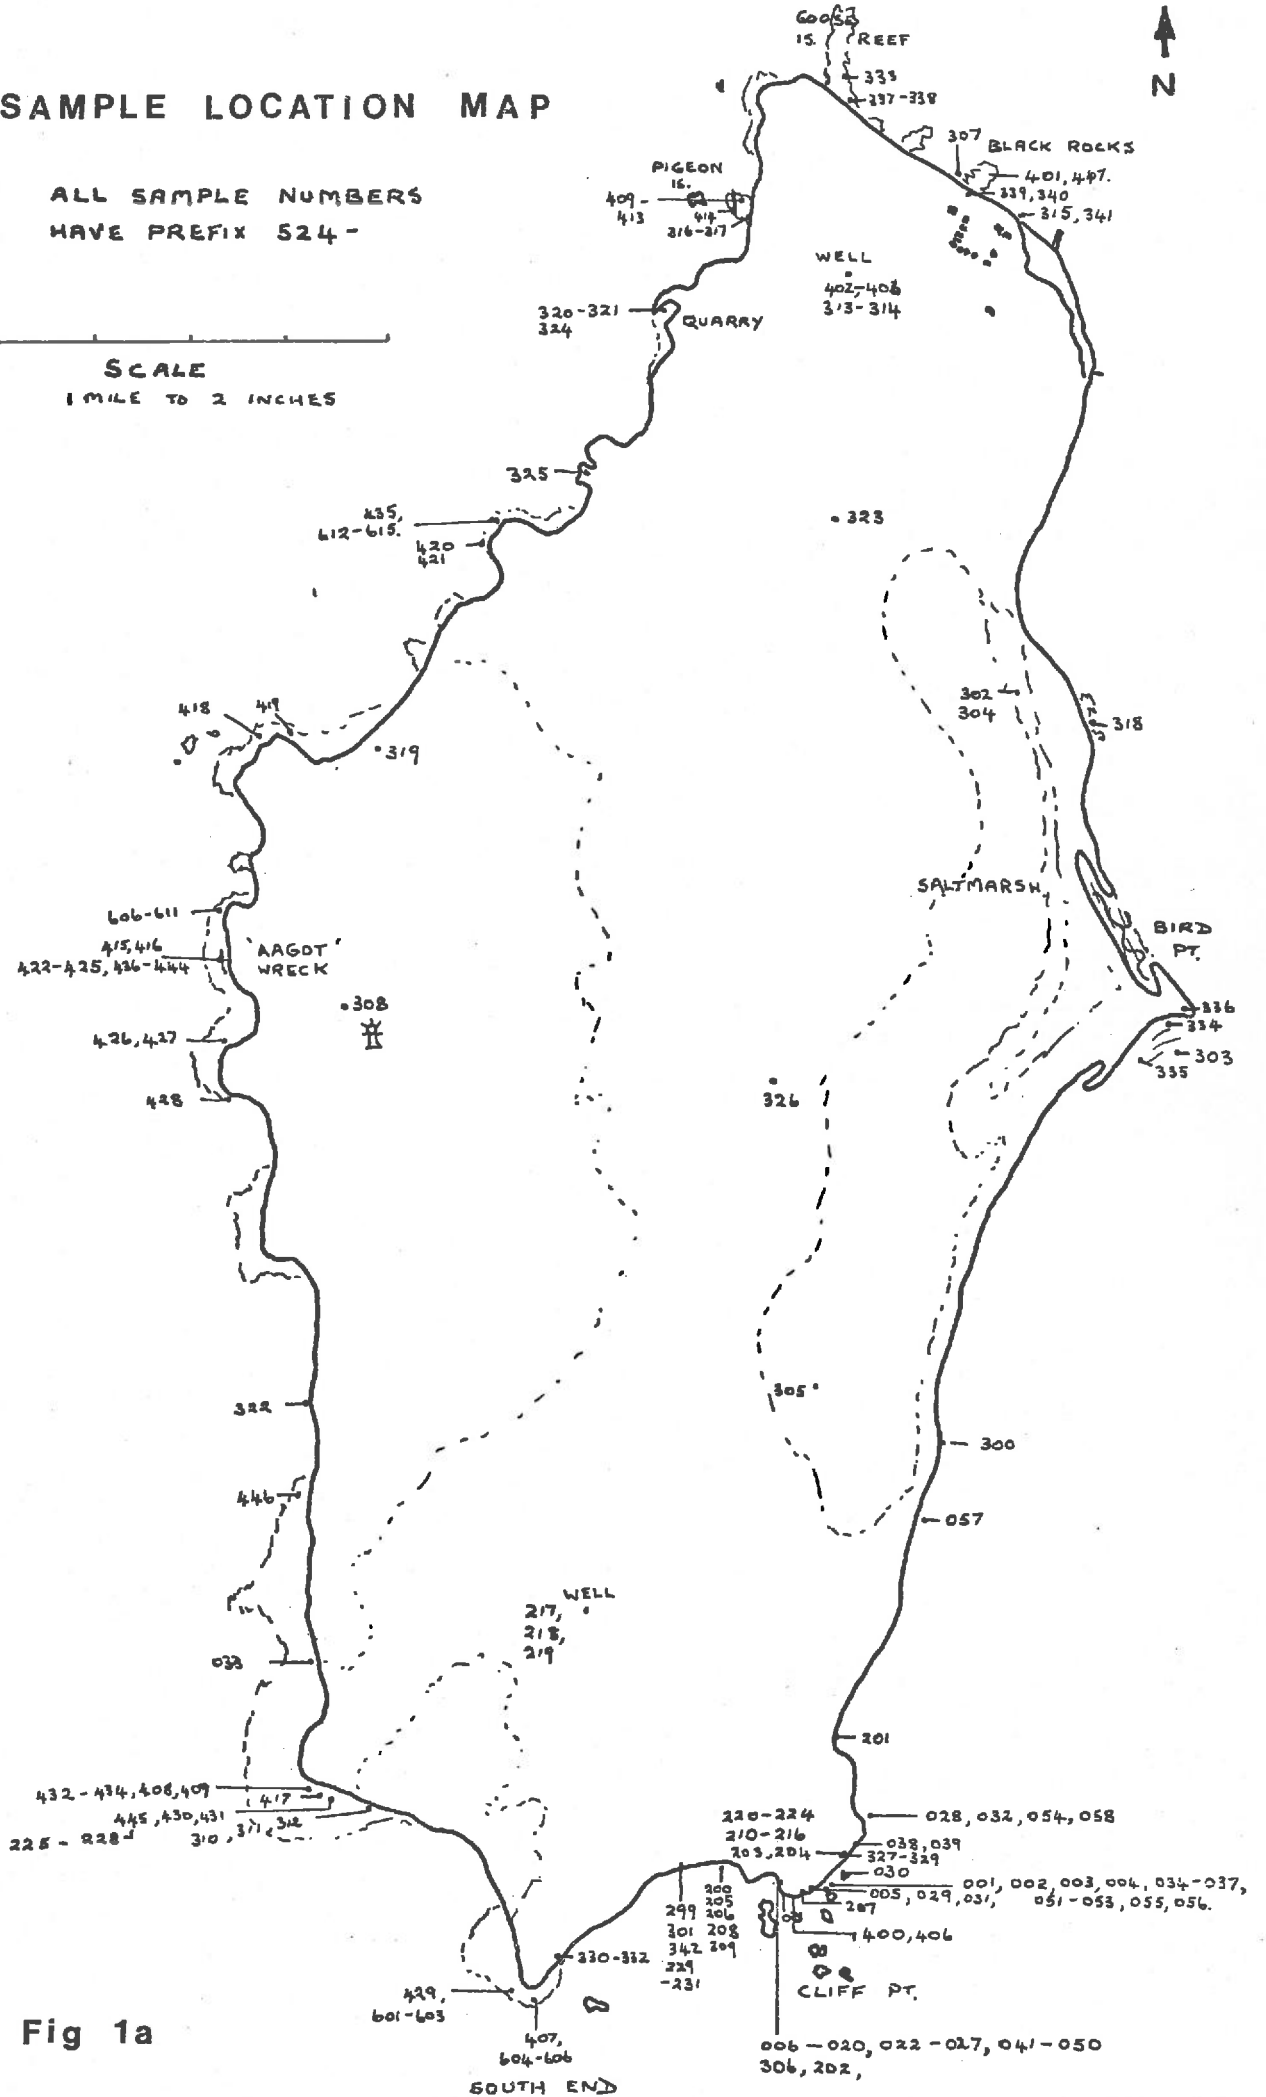 GOOSE
IS. REEF
N
333
337-338
SAMPLE LOCATION MAP
307
BLACK ROCKS
PIGEON
IS.
401, 447.
339, 340
ALL SAMPLE NUMBERS
HAVE PREFIX 524-
409-
413
414
316-317
315, 341
WELL
313-314
320-321
324
QUARRY
SCALE
1 MILE TO 2 INCHES
325
435,
612-615.
323
420
421
302
304
418
419
318
319
SALTMARSH
606-611
BIRD
PT.
415, 416
422-425, 436-444
'AAGOT'
WRECK
308
336
334
426, 427
303
335
428
326
305
322
300
446
057
WELL
217,
218,
219
033
201
432-434, 408, 409
417
445, 430, 431
225-228
310, 311, 312
220-224
210-216
203, 204
028, 032, 054, 058
038, 039
327-329
030
001, 002, 003, 004, 034-037,
005, 029, 031, 051-053, 055, 056.
207
200
205
206
208
209
299
301
342
229
-231
400, 406
330-332
429,
601-603
CLIFF PT.
Fig 1a
407,
604-606
006-020, 022-027, 041-050
306, 202,
SOUTH END